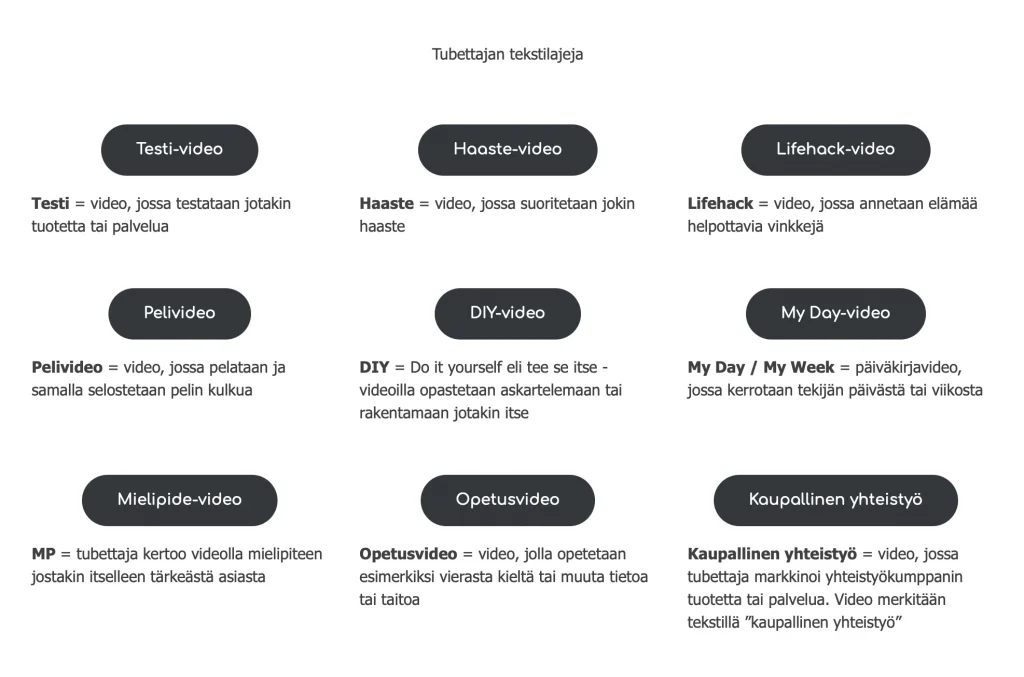 Tubettajan tekstilajeja
Testi-video
Testi = video, jossa testataan jotakin
tuotetta tai palvelua
Haaste-video
Haaste = video, jossa suoritetaan jokin
haaste
Lifehack-video
Lifehack = video, jossa annetaan elämää
helpottavia vinkkejä
Pelivideo
Pelivideo = video, jossa pelataan ja
samalla selostetaan pelin kulkua
DIY-video
DIY = Do it yourself eli tee se itse -
videoilla opastetaan askartelemaan tai
rakentamaan jotakin itse
My Day-video
My Day / My Week = päiväkirjavideo,
jossa kerrotaan tekijän päivästä tai viikosta
Mielipide-video
MP = tubettaja kertoo videolla mielipiteen
jostakin itselleen tärkeästä asiasta
Opetusvideo
Opetusvideo = video, jolla opetetaan
esimerkiksi vierasta kieltä tai muuta tietoa
tai taitoa
Kaupallinen yhteistyö
Kaupallinen yhteistyö = video, jossa
tubettaja markkinoi yhteistyökumppanin
tuotetta tai palvelua. Video merkitään
tekstillä ”kaupallinen yhteistyö”